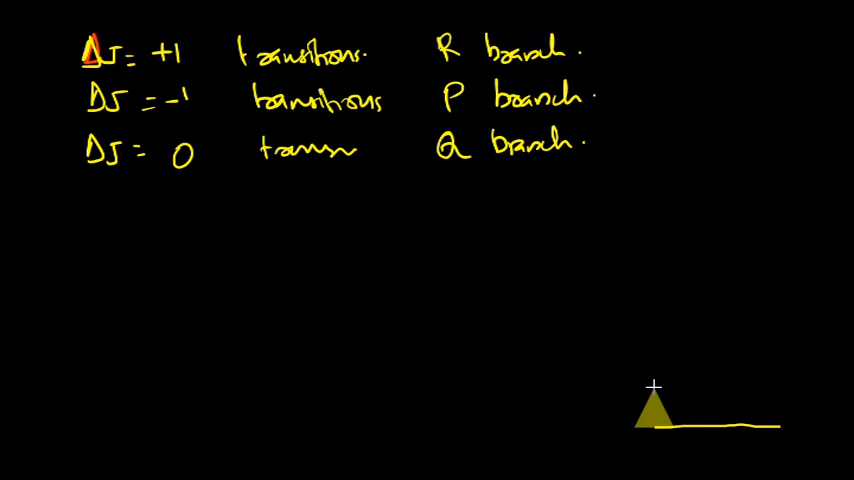 ΔJ = +1 transitions. R branch.
ΔJ = -1 transitions P branch.
ΔJ = 0 transn Q branch.